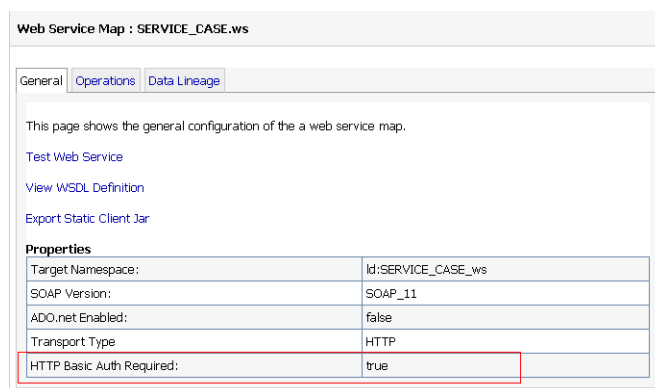 Web Service Map : SERVICE_CASE.ws
General Operations Data Lineage
This page shows the general configuration of the a web service map.
Test Web Service
View WSDL Definition
Export Static Client Jar
Properties
Target Namespace: ld:SERVICE_CASE_ws
SOAP Version: SOAP_11
ADO.net Enabled: false
Transport Type HTTP
HTTP Basic Auth Required: true